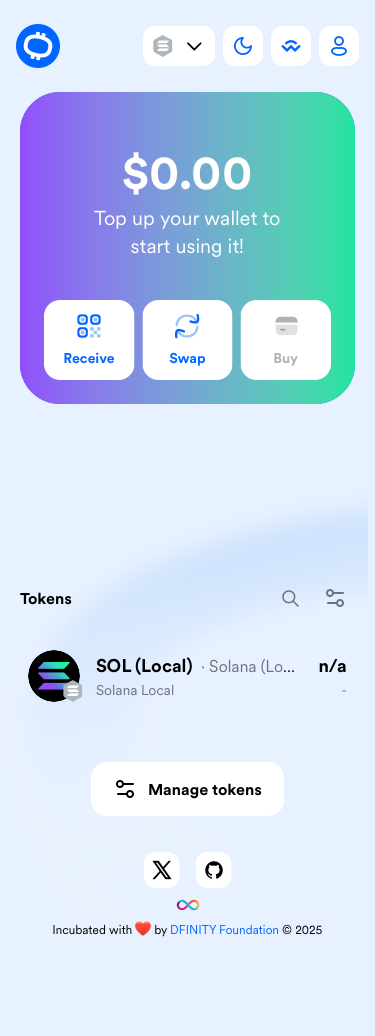 $0.00
Top up your wallet to
start using it!
Receive
Swap
Buy
Tokens
SOL (Local) · Solana (Lo... n/a
Solana Local -
Manage tokens
Incubated with ❤️ by DFINITY Foundation © 2025